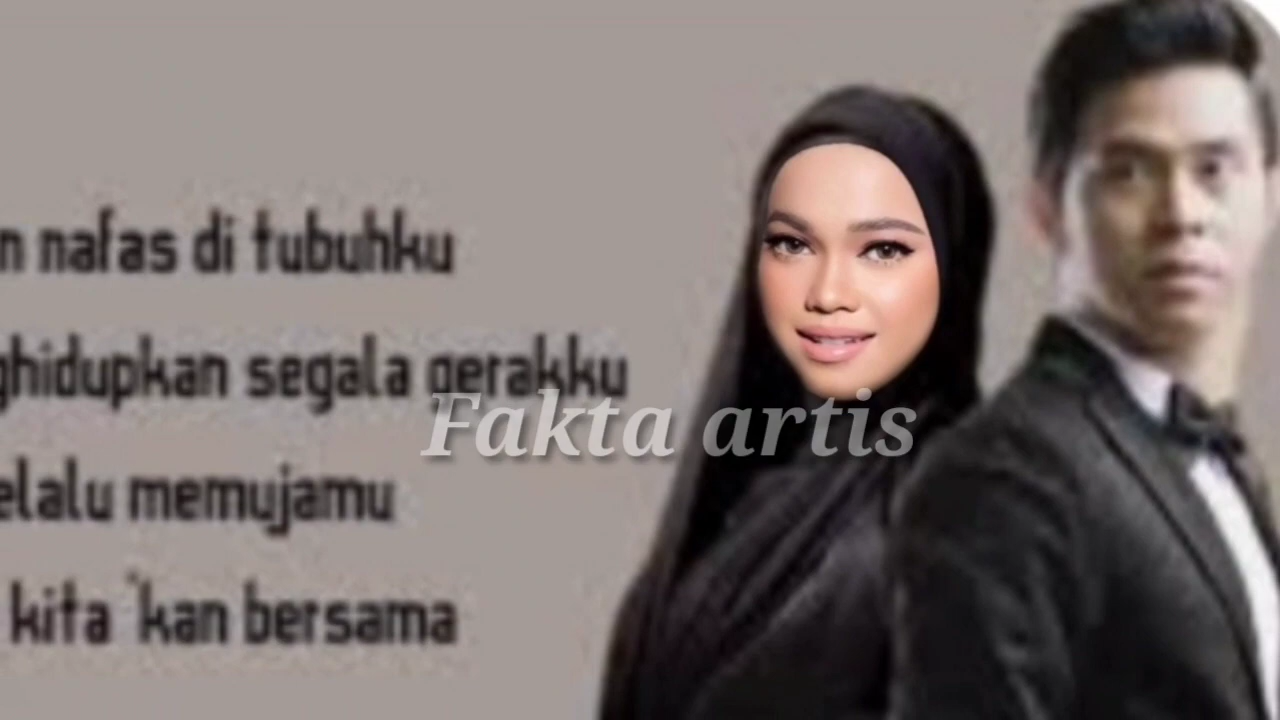 n nafas di tubuhku
ghidupkan segala gerakku
Fakta artis
elalu memujamu
kita 'kan bersama